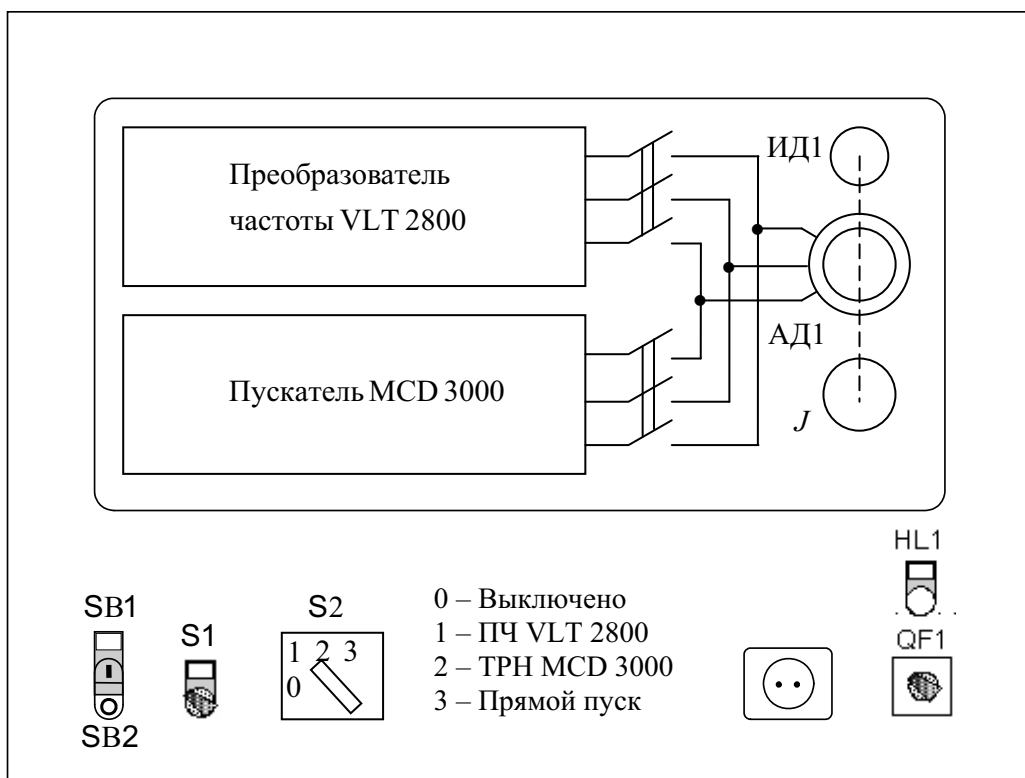 Преобразователь
частоты VLT 2800
ИД1
Пускатель MCD 3000
АД1
J
HL1
SB1
S1
S2
0 – Выключено
1 – ПЧ VLT 2800
2 – ТРН MCD 3000
3 – Прямой пуск
QF1
1 2 3
0
SB2